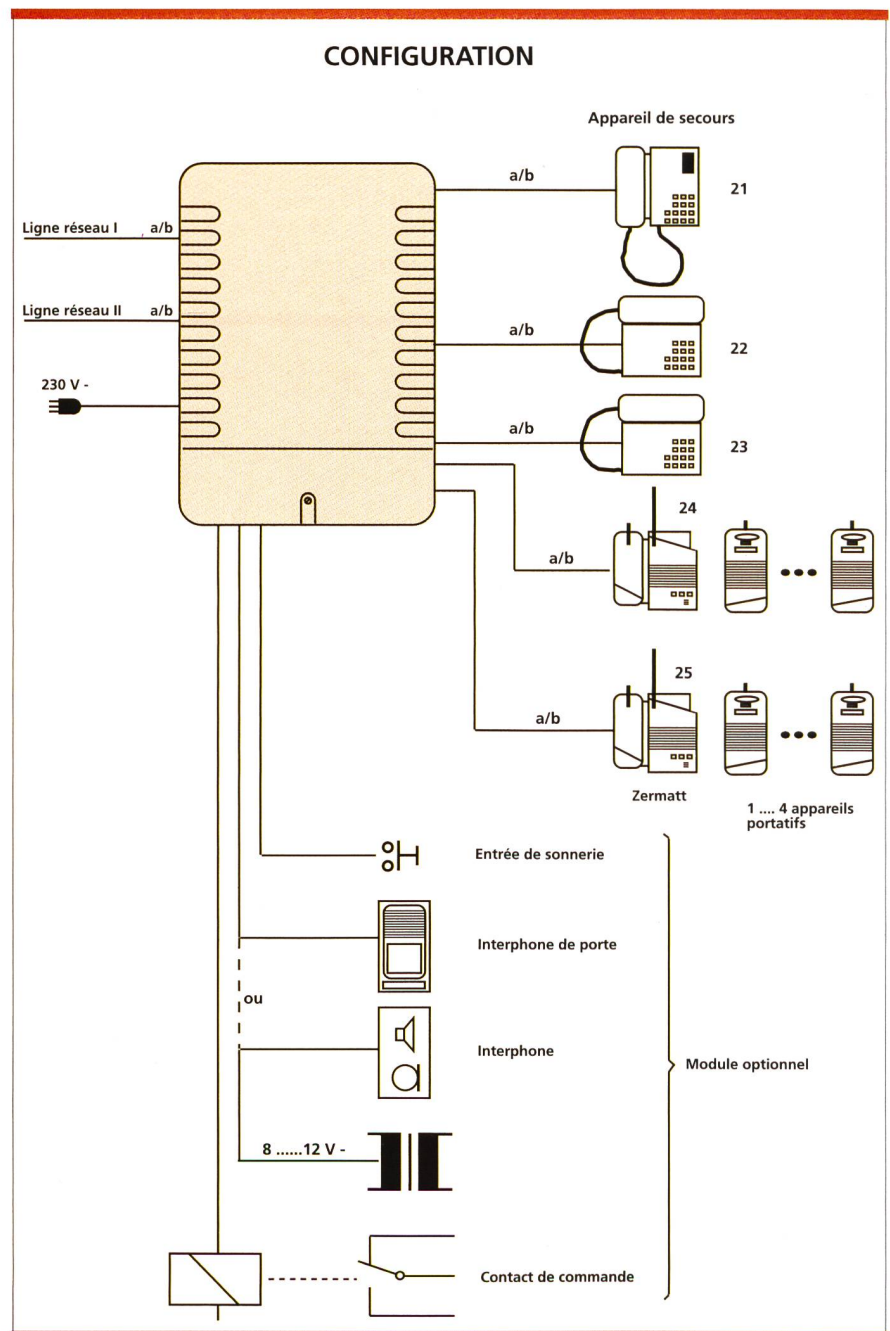 CONFIGURATION
Appareil de secours
a/b
21
Ligne réseau I a/b
Ligne réseau II a/b
a/b
22
230 V -
a/b
23
24
a/b
25
a/b
Zermatt
1 .... 4 appareils
portatifs
Entrée de sonnerie
Interphone de porte
ou
Interphone
Module optionnel
8 ......12 V -
Contact de commande